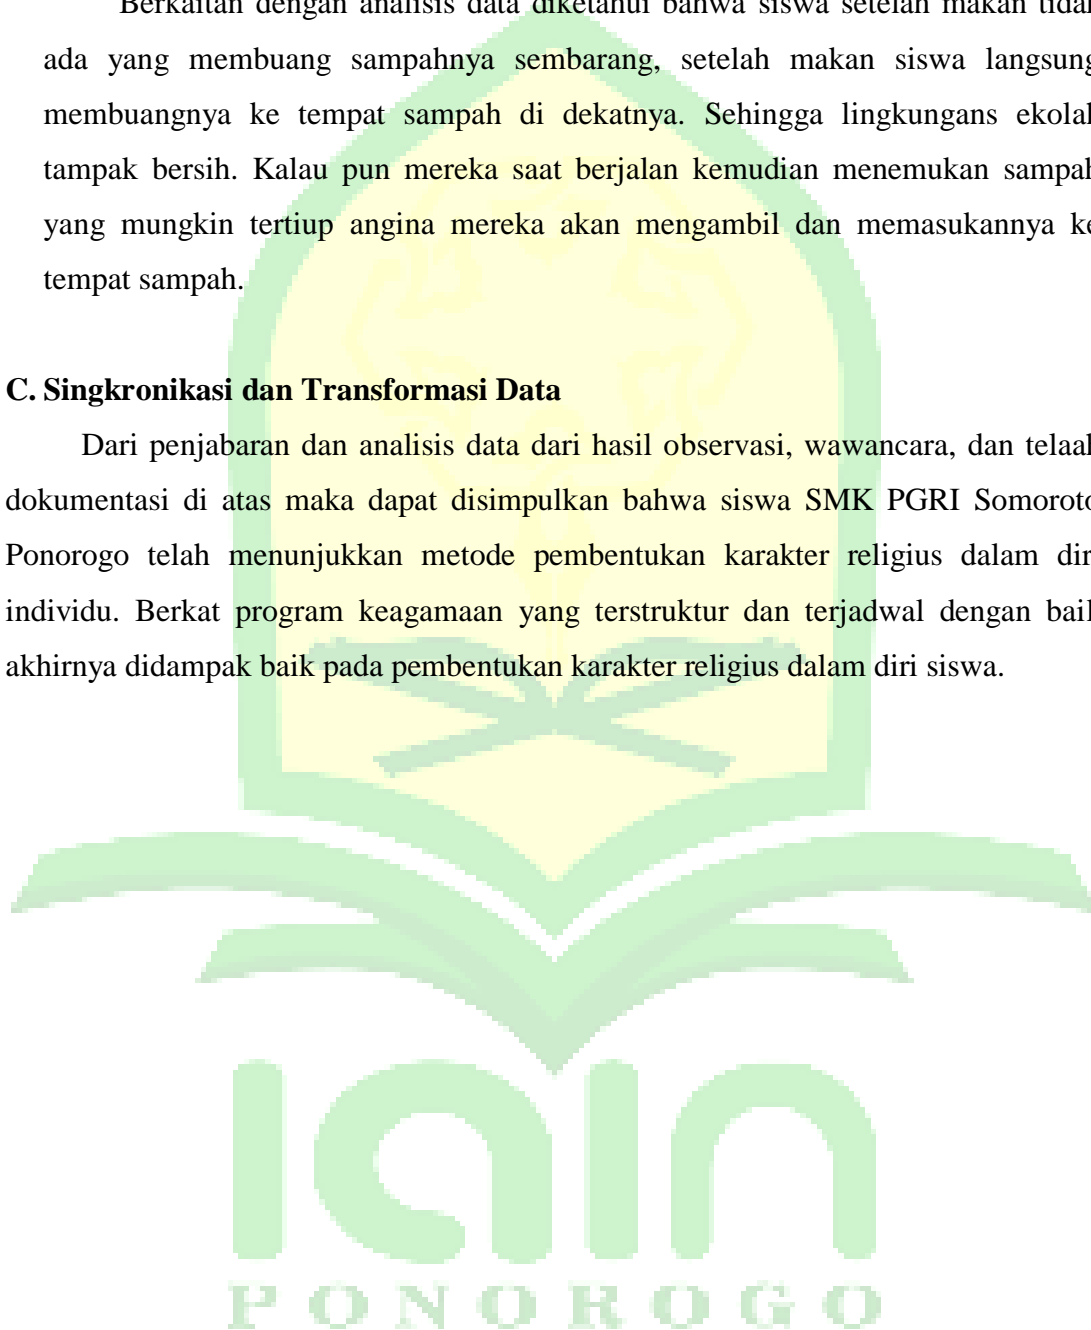 Berkaitan dengan analisis data diketahui bahwa siswa setelah makan tidak
ada yang membuang sampahnya sembarang, setelah makan siswa langsung
membuangnya ke tempat sampah di dekatnya. Sehingga lingkungans ekolah
tampak bersih. Kalau pun mereka saat berjalan kemudian menemukan sampah
yang mungkin tertiup angina mereka akan mengambil dan memasukannya ke
tempat sampah.
C. Singkronikasi dan Transformasi Data
Dari penjabaran dan analisis data dari hasil observasi, wawancara, dan telaah
dokumentasi di atas maka dapat disimpulkan bahwa siswa SMK PGRI Somoroto
Ponorogo telah menunjukkan metode pembentukan karakter religius dalam diri
individu. Berkat program keagamaan yang terstruktur dan terjadwal dengan baik
akhirnya didampak baik pada pembentukan karakter religius dalam diri siswa.
iain
PONOROGO